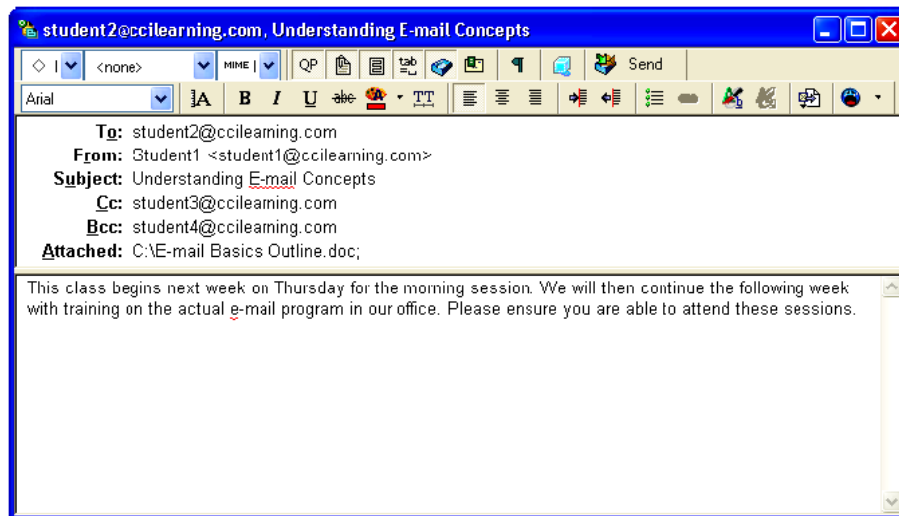 student2@ccilearning.com, Understanding E-mail Concepts
<none> MIME QP tab Send
Arial A B I U abc A TT
To: student2@ccilearning.com
From: Student1 <student1@ccilearning.com>
Subject: Understanding E-mail Concepts
Cc: student3@ccilearning.com
Bcc: student4@ccilearning.com
Attached: C:\E-mail Basics Outline.doc;
This class begins next week on Thursday for the morning session. We will then continue the following week
with training on the actual e-mail program in our office. Please ensure you are able to attend these sessions.